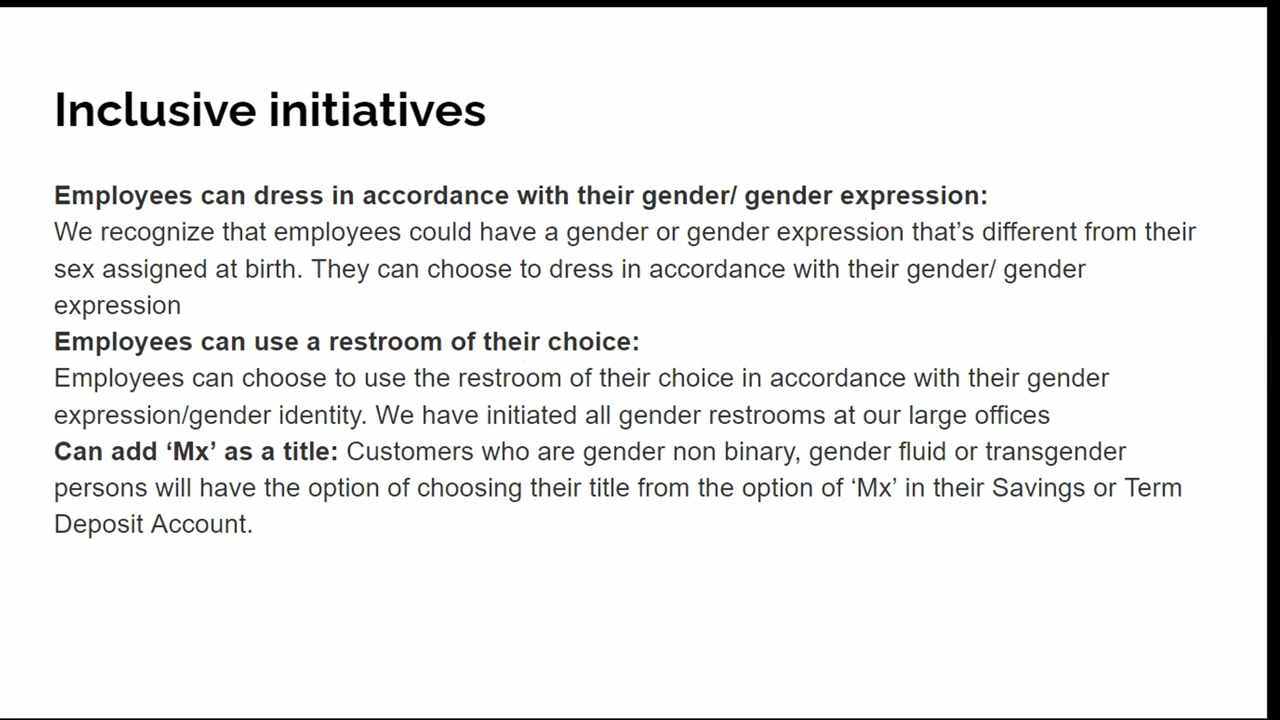 Inclusive initiatives
Employees can dress in accordance with their gender/ gender expression:
We recognize that employees could have a gender or gender expression that’s different from their
sex assigned at birth. They can choose to dress in accordance with their gender/ gender
expression
Employees can use a restroom of their choice:
Employees can choose to use the restroom of their choice in accordance with their gender
expression/gender identity. We have initiated all gender restrooms at our large offices
Can add ‘Mx’ as a title: Customers who are gender non binary, gender fluid or transgender
persons will have the option of choosing their title from the option of ‘Mx’ in their Savings or Term
Deposit Account.